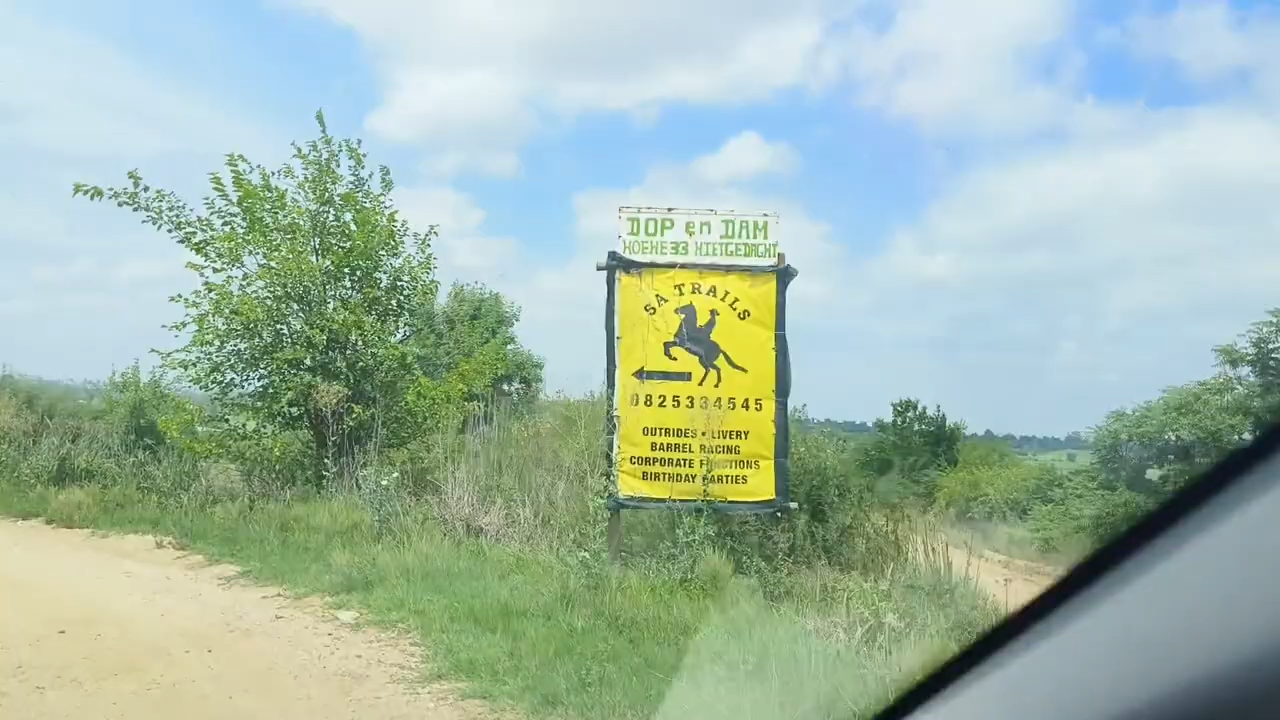 DOP en DAM
HOEWE 33 NIETGEDACHT
SA TRAILS
0825334545
OUTRIDES • LIVERY
BARREL RACING
CORPORATE FUNCTIONS
BIRTHDAY PARTIES